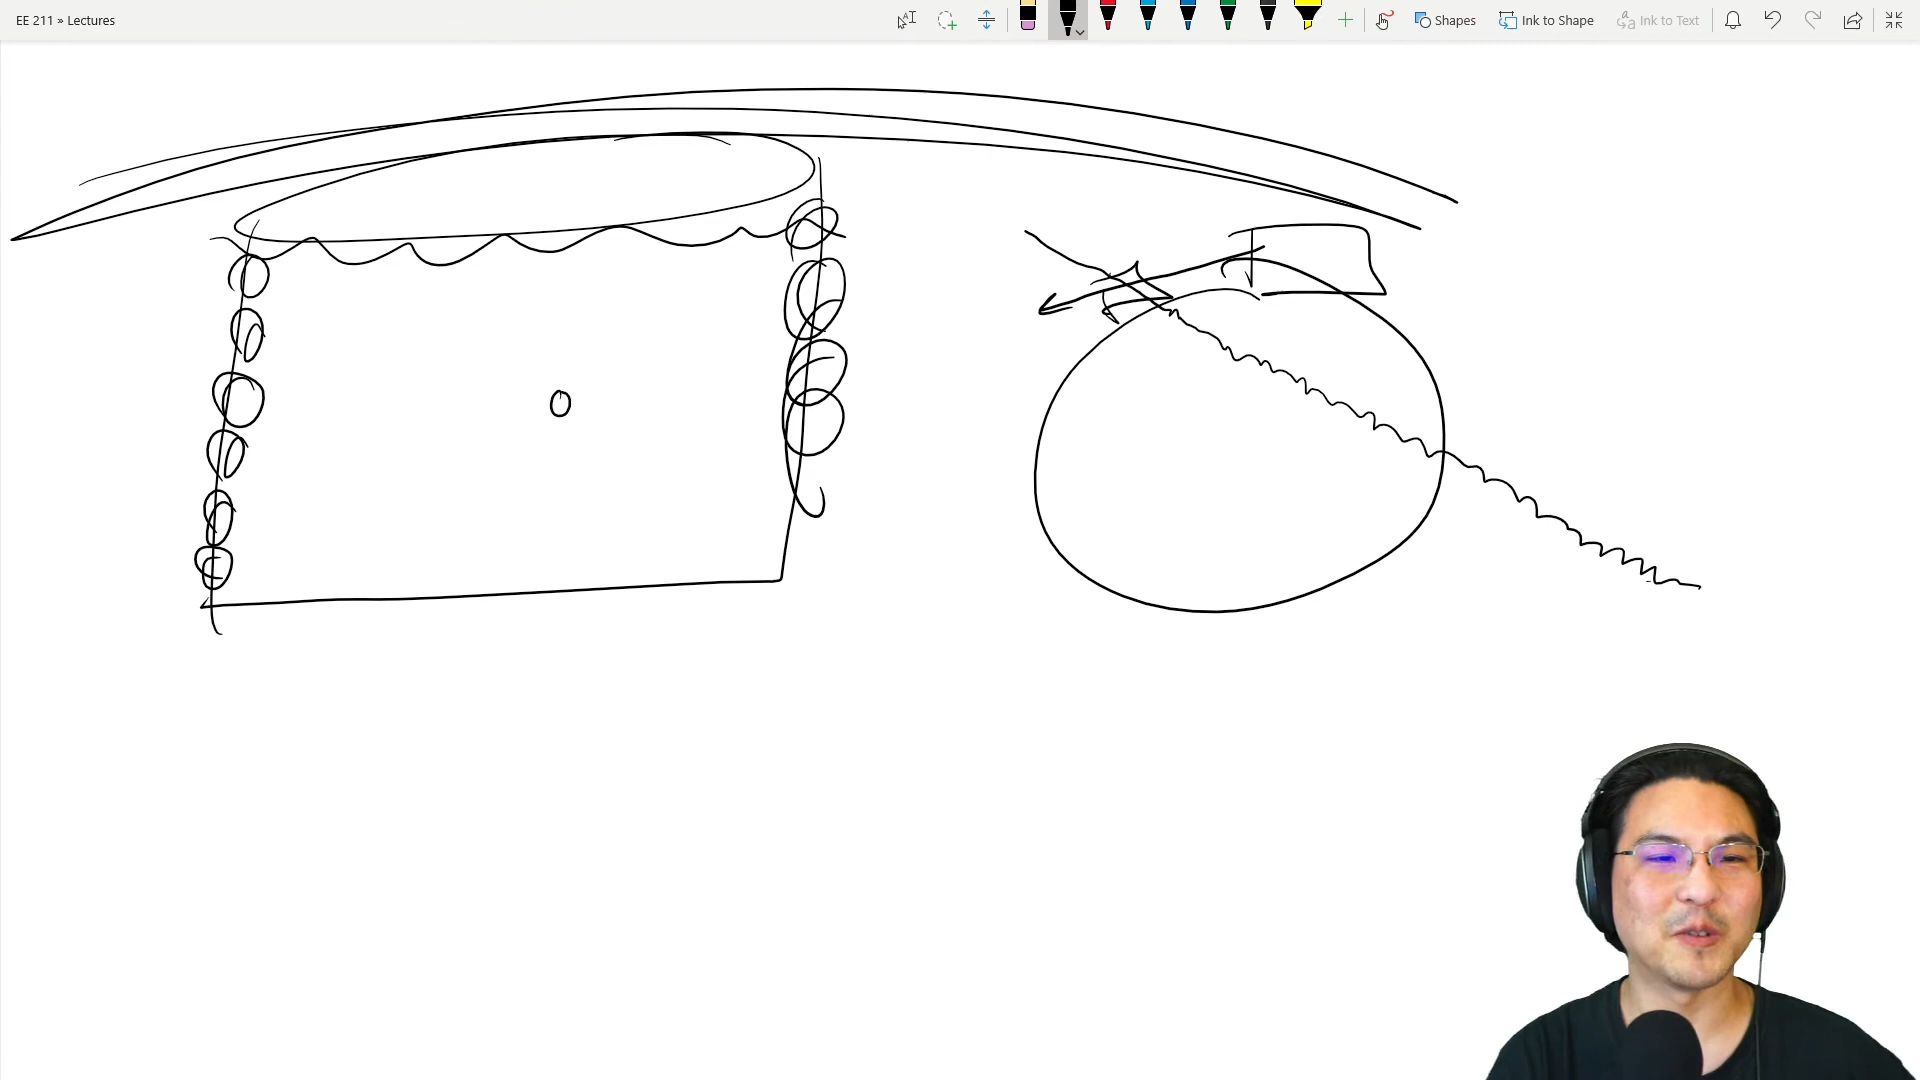 EE 211 » Lectures
Shapes
Ink to Shape
Ink to Text